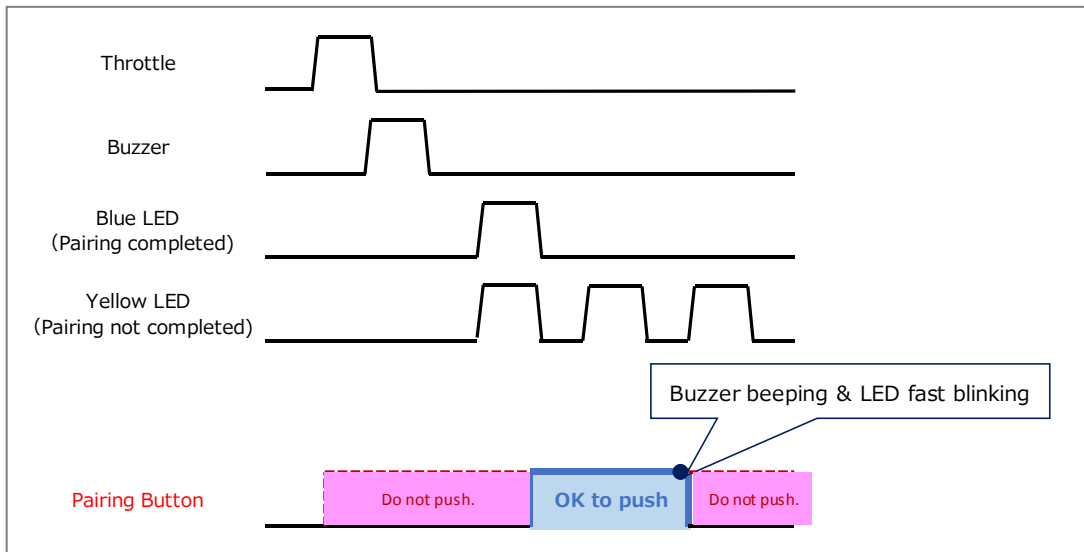 Throttle
Buzzer
Blue LED
(Pairing completed)
Yellow LED
(Pairing not completed)
Buzzer beeping & LED fast blinking
Pairing Button
Do not push.
OK to push
Do not push.